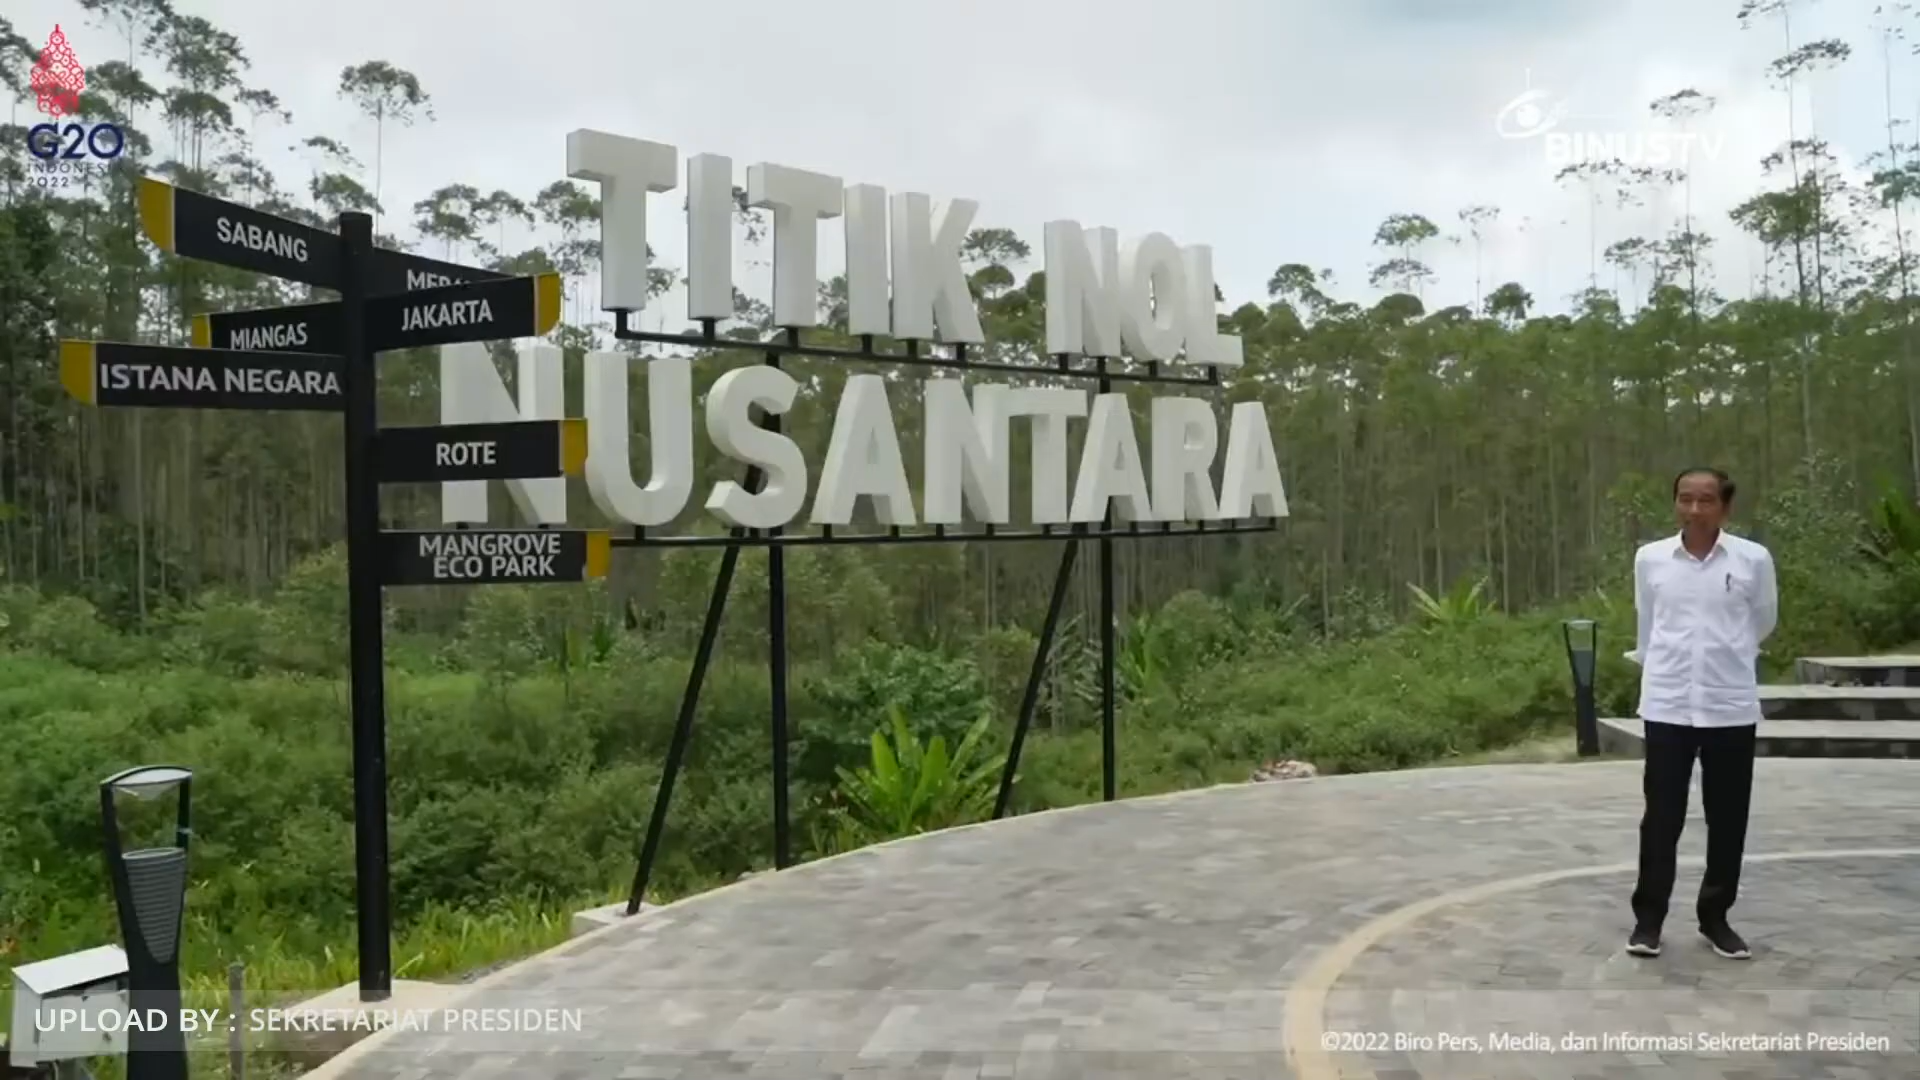 G20
INDONESIA
2022
BINUSTV
SABANG
JAKARTA
MIANGAS
ISTANA NEGARA
ROTE
MANGROVE
ECO PARK
TITIK NOL
NUSANTARA
UPLOAD BY : SEKRETARIAT PRESIDEN
©2022 Biro Pers, Media, dan Informasi Sekretariat Presiden